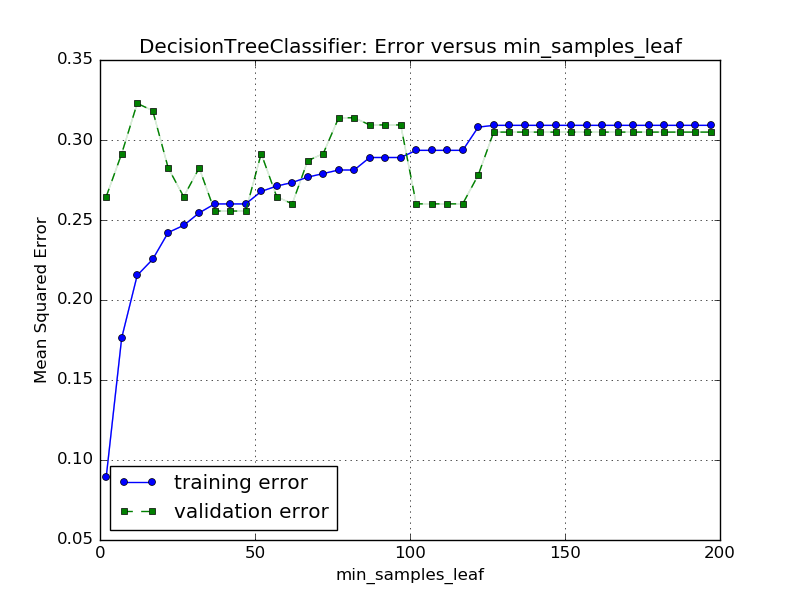 DecisionTreeClassifier: Error versus min_samples_leaf
0.35
0.30
0.25
0.20
0.15
0.10
0.05
Mean Squared Error
training error
validation error
0 50 100 150 200
min_samples_leaf